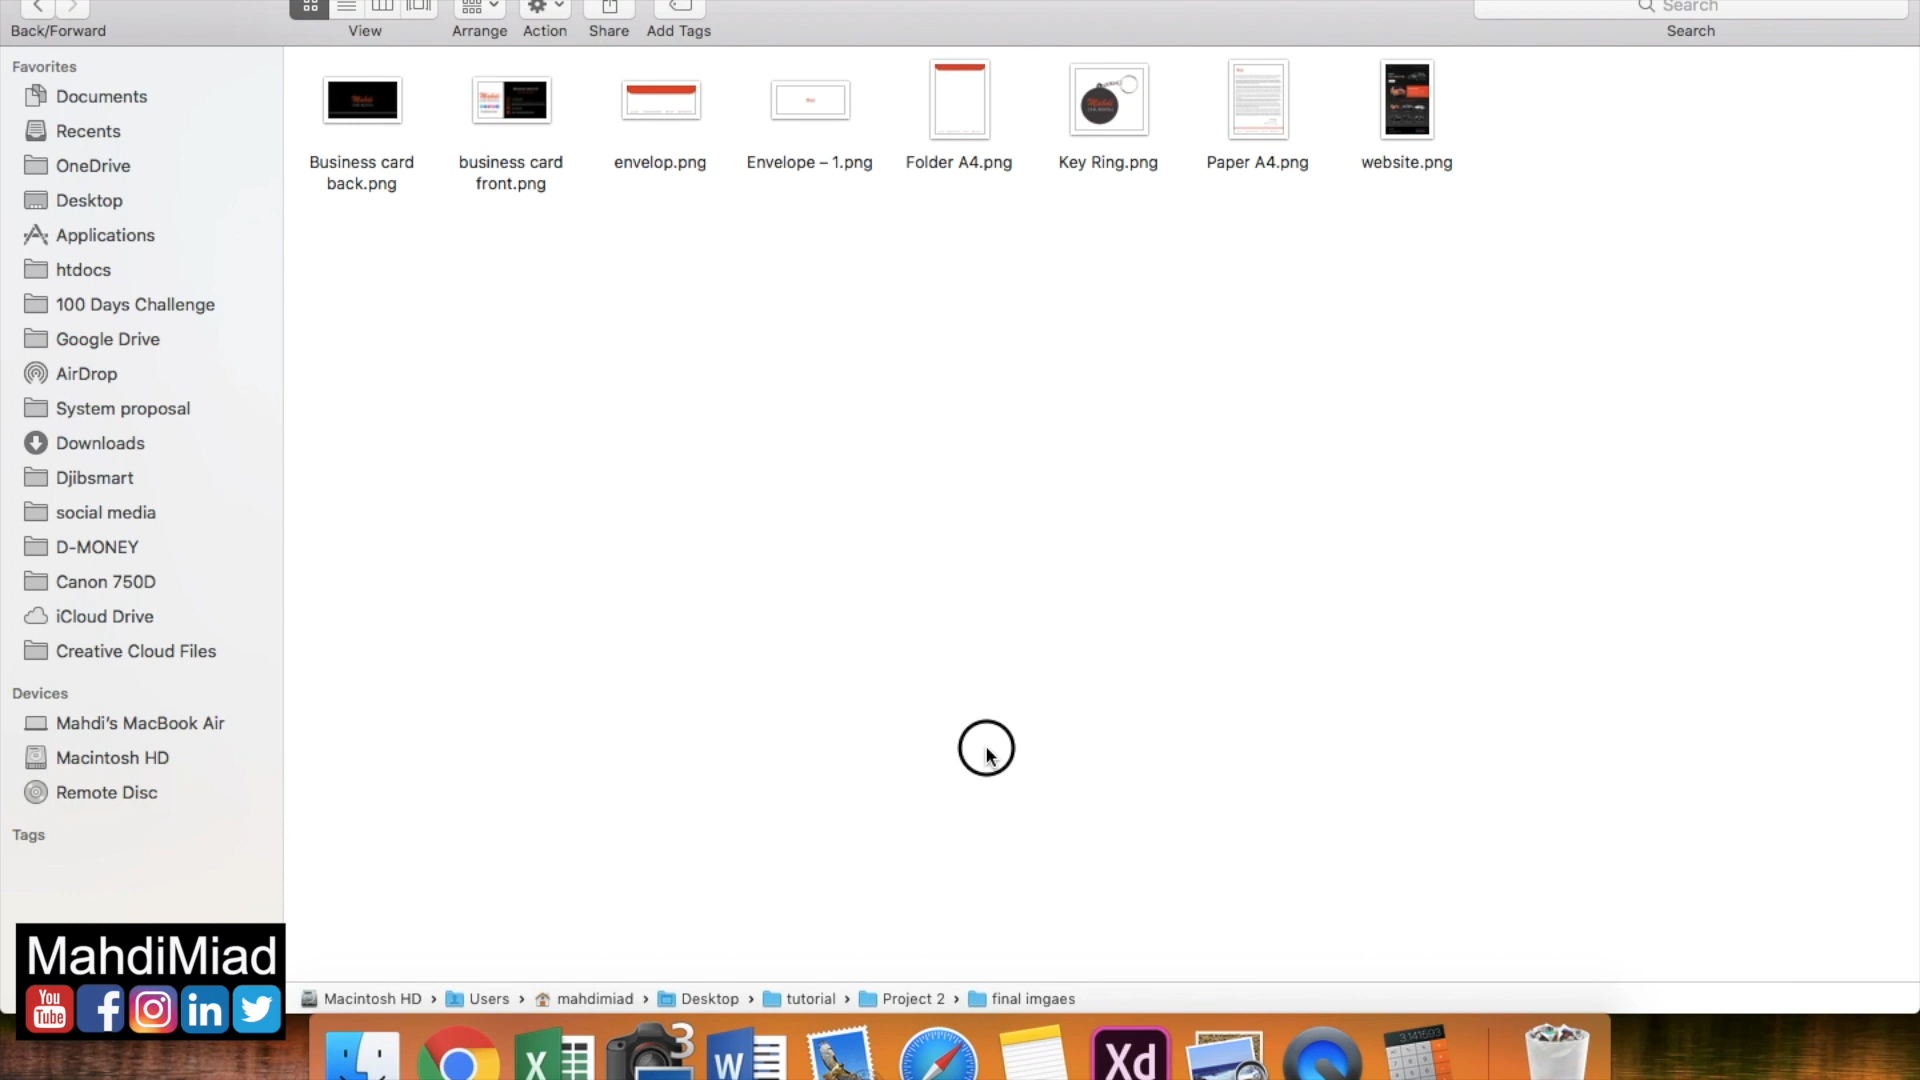 Search
Back/Forward
View
Arrange
Action
Share
Add Tags
Search
Favorites
Documents
Recents
OneDrive
Desktop
Applications
htdocs
100 Days Challenge
Google Drive
AirDrop
System proposal
Downloads
Djibsmart
social media
D-MONEY
Canon 750D
iCloud Drive
Creative Cloud Files
Devices
Mahdi's MacBook Air
Macintosh HD
Remote Disc
Tags
Business card
back.png
business card
front.png
envelop.png
Envelope – 1.png
Folder A4.png
Key Ring.png
Paper A4.png
website.png
MahdiMiad
You
Tube
f
in
Macintosh HD › Users › mahdimiad › Desktop › tutorial › Project 2 › final imgaes
X
3
W
Xd
3.141593